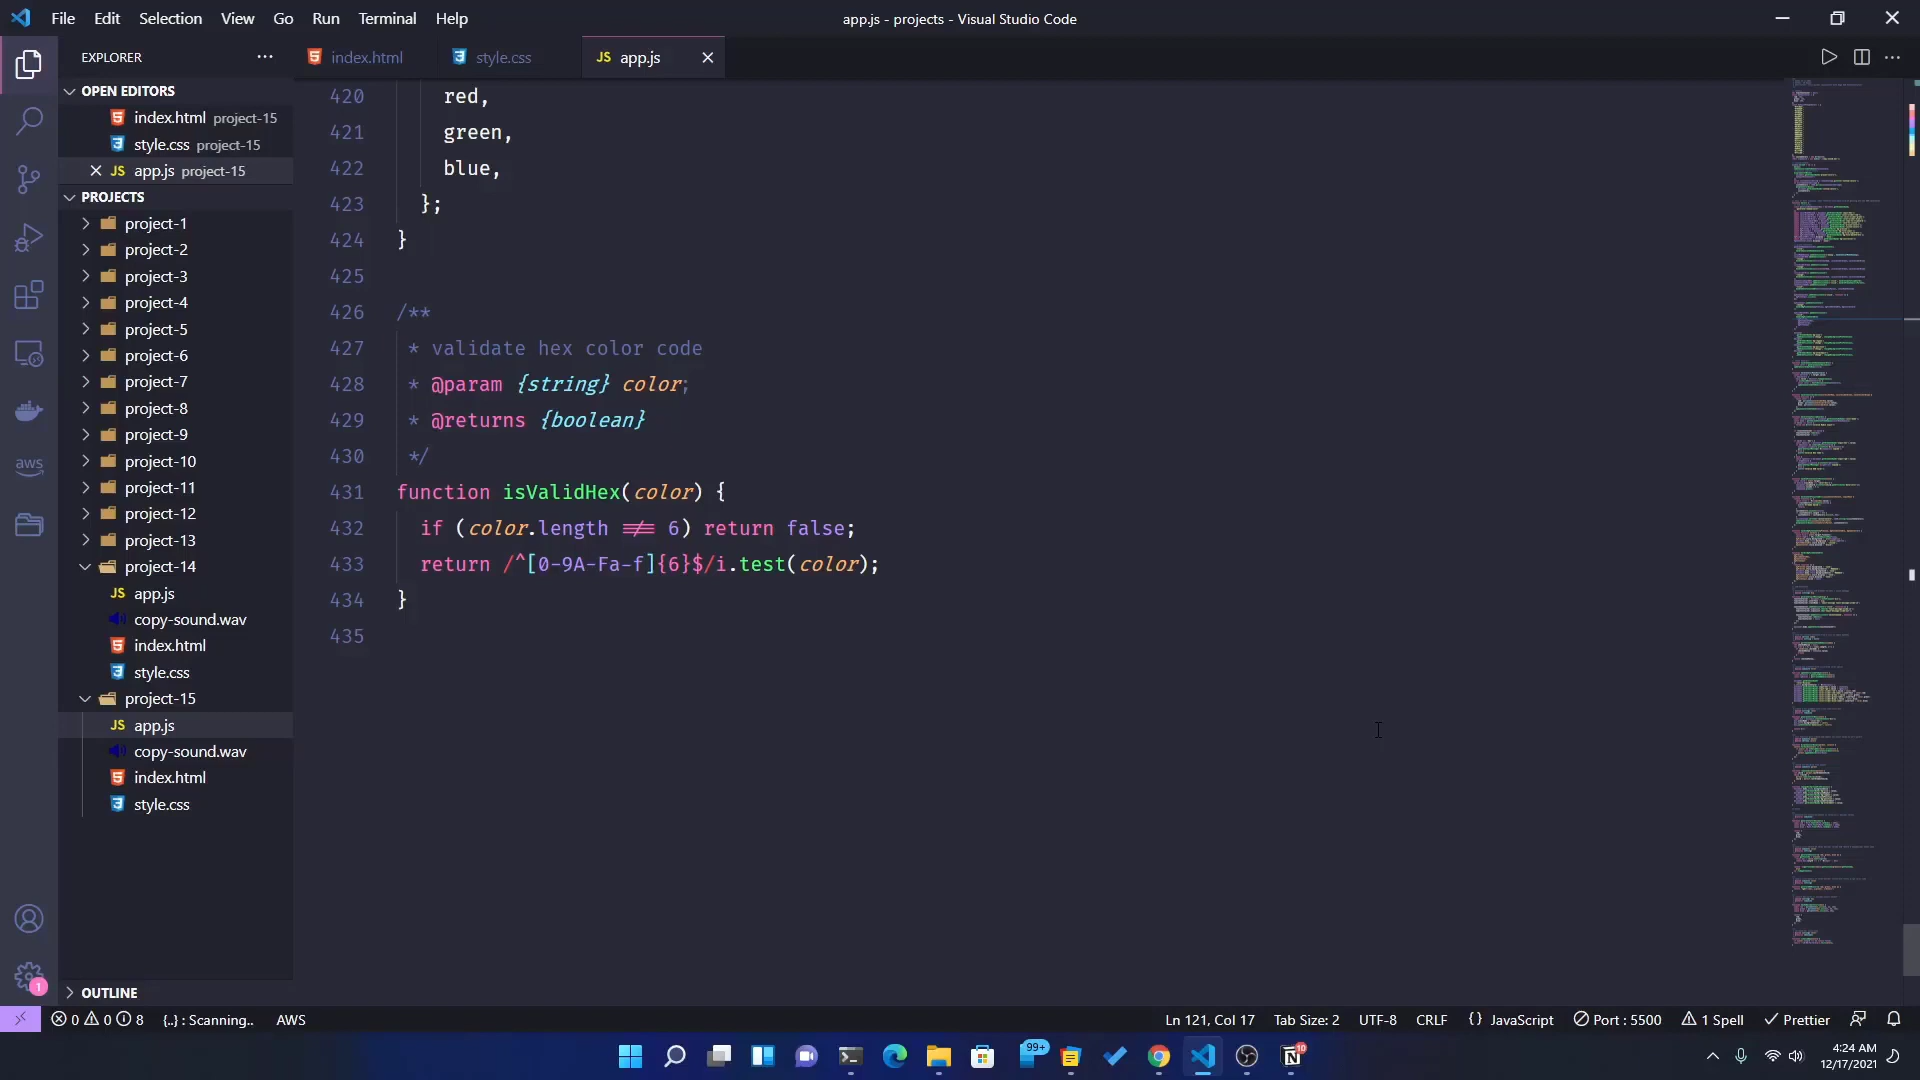 File Edit Selection View Go Run Terminal Help
app.js - projects - Visual Studio Code
EXPLORER
OPEN EDITORS
index.html project-15
style.css project-15
JS app.js project-15
PROJECTS
project-1
project-2
project-3
project-4
project-5
project-6
project-7
project-8
project-9
project-10
project-11
project-12
project-13
project-14
JS app.js
copy-sound.wav
index.html
style.css
project-15
JS app.js
copy-sound.wav
index.html
style.css
OUTLINE
aws
1
index.html
style.css
JS app.js
420 red,
421 green,
422 blue,
423 };
424 }
425
426 /**
427 * validate hex color code
428 * @param {string} color;
429 * @returns {boolean}
430 */
431 function isValidHex(color) {
432 if (color.length !== 6) return false;
433 return /^[0-9A-Fa-f]{6}$/i.test(color);
434 }
435
0 0 8 {..} : Scanning.. AWS
Ln 121, Col 17 Tab Size: 2 UTF-8 CRLF {} JavaScript Port : 5500 1 Spell Prettier
99+
10
4:24 AM
12/17/2021